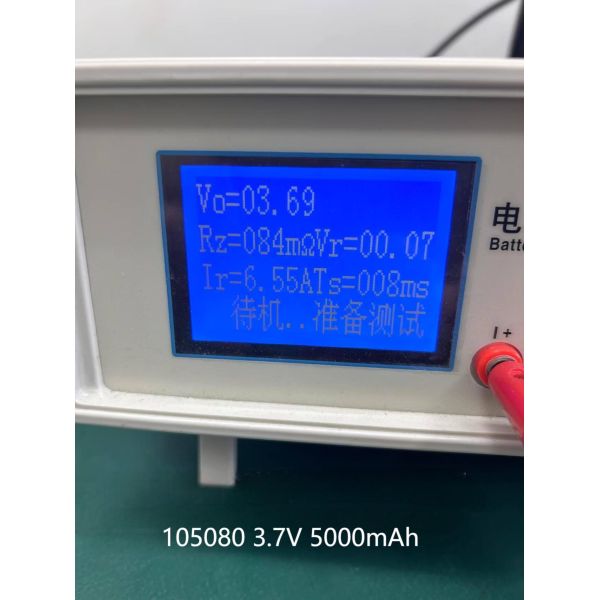 Vo=03.69
Rz=084mΩVr=00.07
Ir=6.55ATs=008ms
待机..准备测试
电
Batte
I+
105080 3.7V 5000mAh